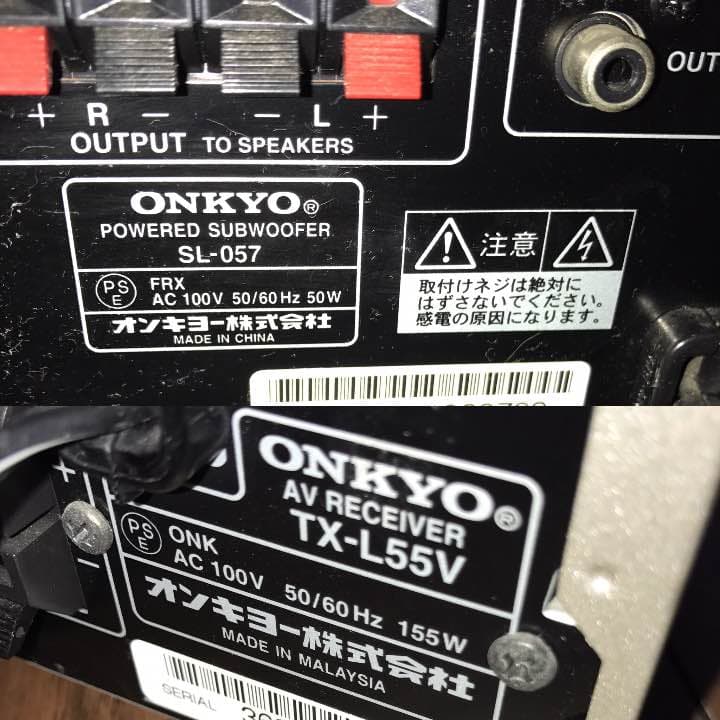 OUT
+ R − − L +
OUTPUT TO SPEAKERS
ONKYO®
POWERED SUBWOOFER
SL-057
PSE FRX
AC 100V 50/60Hz 50W
オンキヨー株式会社
MADE IN CHINA
注意
取付けネジは絶対に
はずさないでください。
感電の原因になります。
+
−
ONKYO®
AV RECEIVER
TX-L55V
PSE ONK
AC 100V 50/60Hz 155W
オンキヨー株式会社
MADE IN MALAYSIA
SERIAL